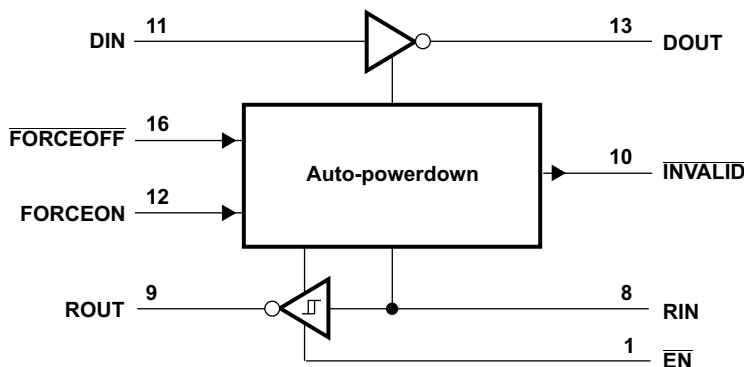 DIN 11 13 DOUT
FORCEOFF 16
Auto-powerdown
10 INVALID
FORCEON 12
ROUT 9 8 RIN
1 EN